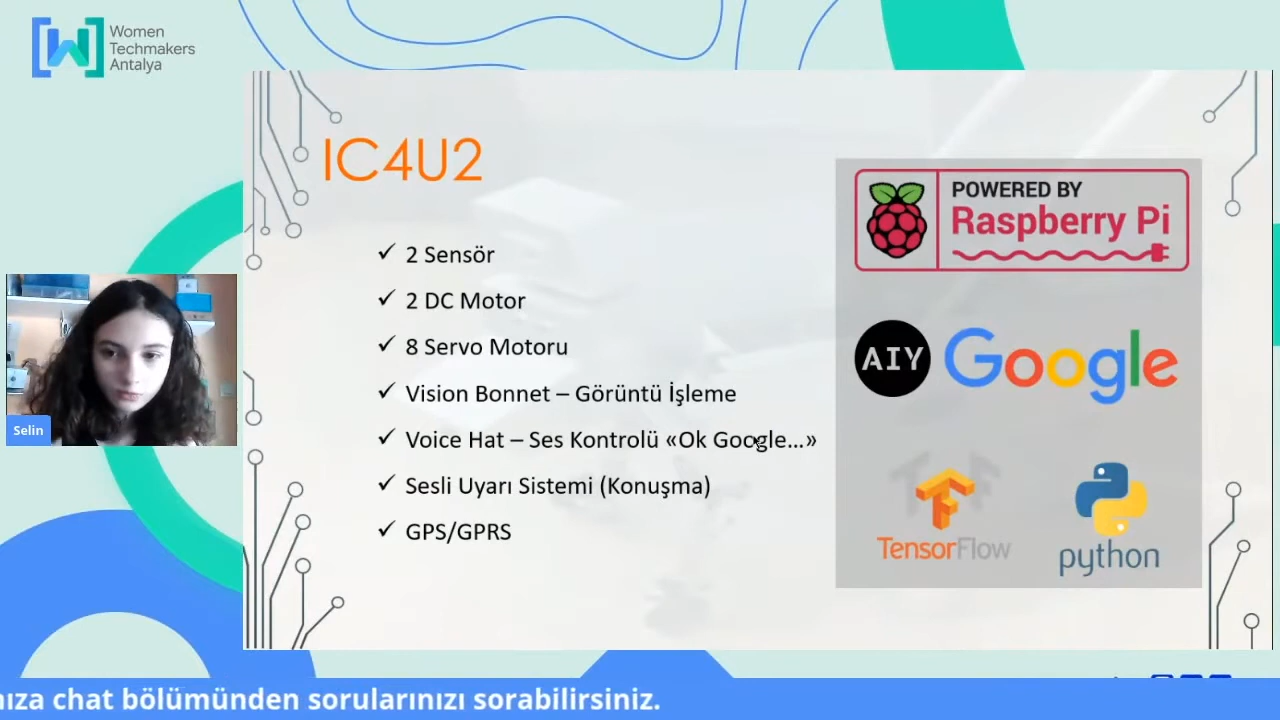 Women
Techmakers
Antalya
IC4U2
2 Sensör
2 DC Motor
8 Servo Motoru
Vision Bonnet – Görüntü İşleme
Voice Hat – Ses Kontrolü «Ok Google...»
Sesli Uyarı Sistemi (Konuşma)
GPS/GPRS
POWERED BY
Raspberry Pi
AIY Google
TensorFlow
python
Selin
chat bölümünden sorularınızı sorabilirsiniz.